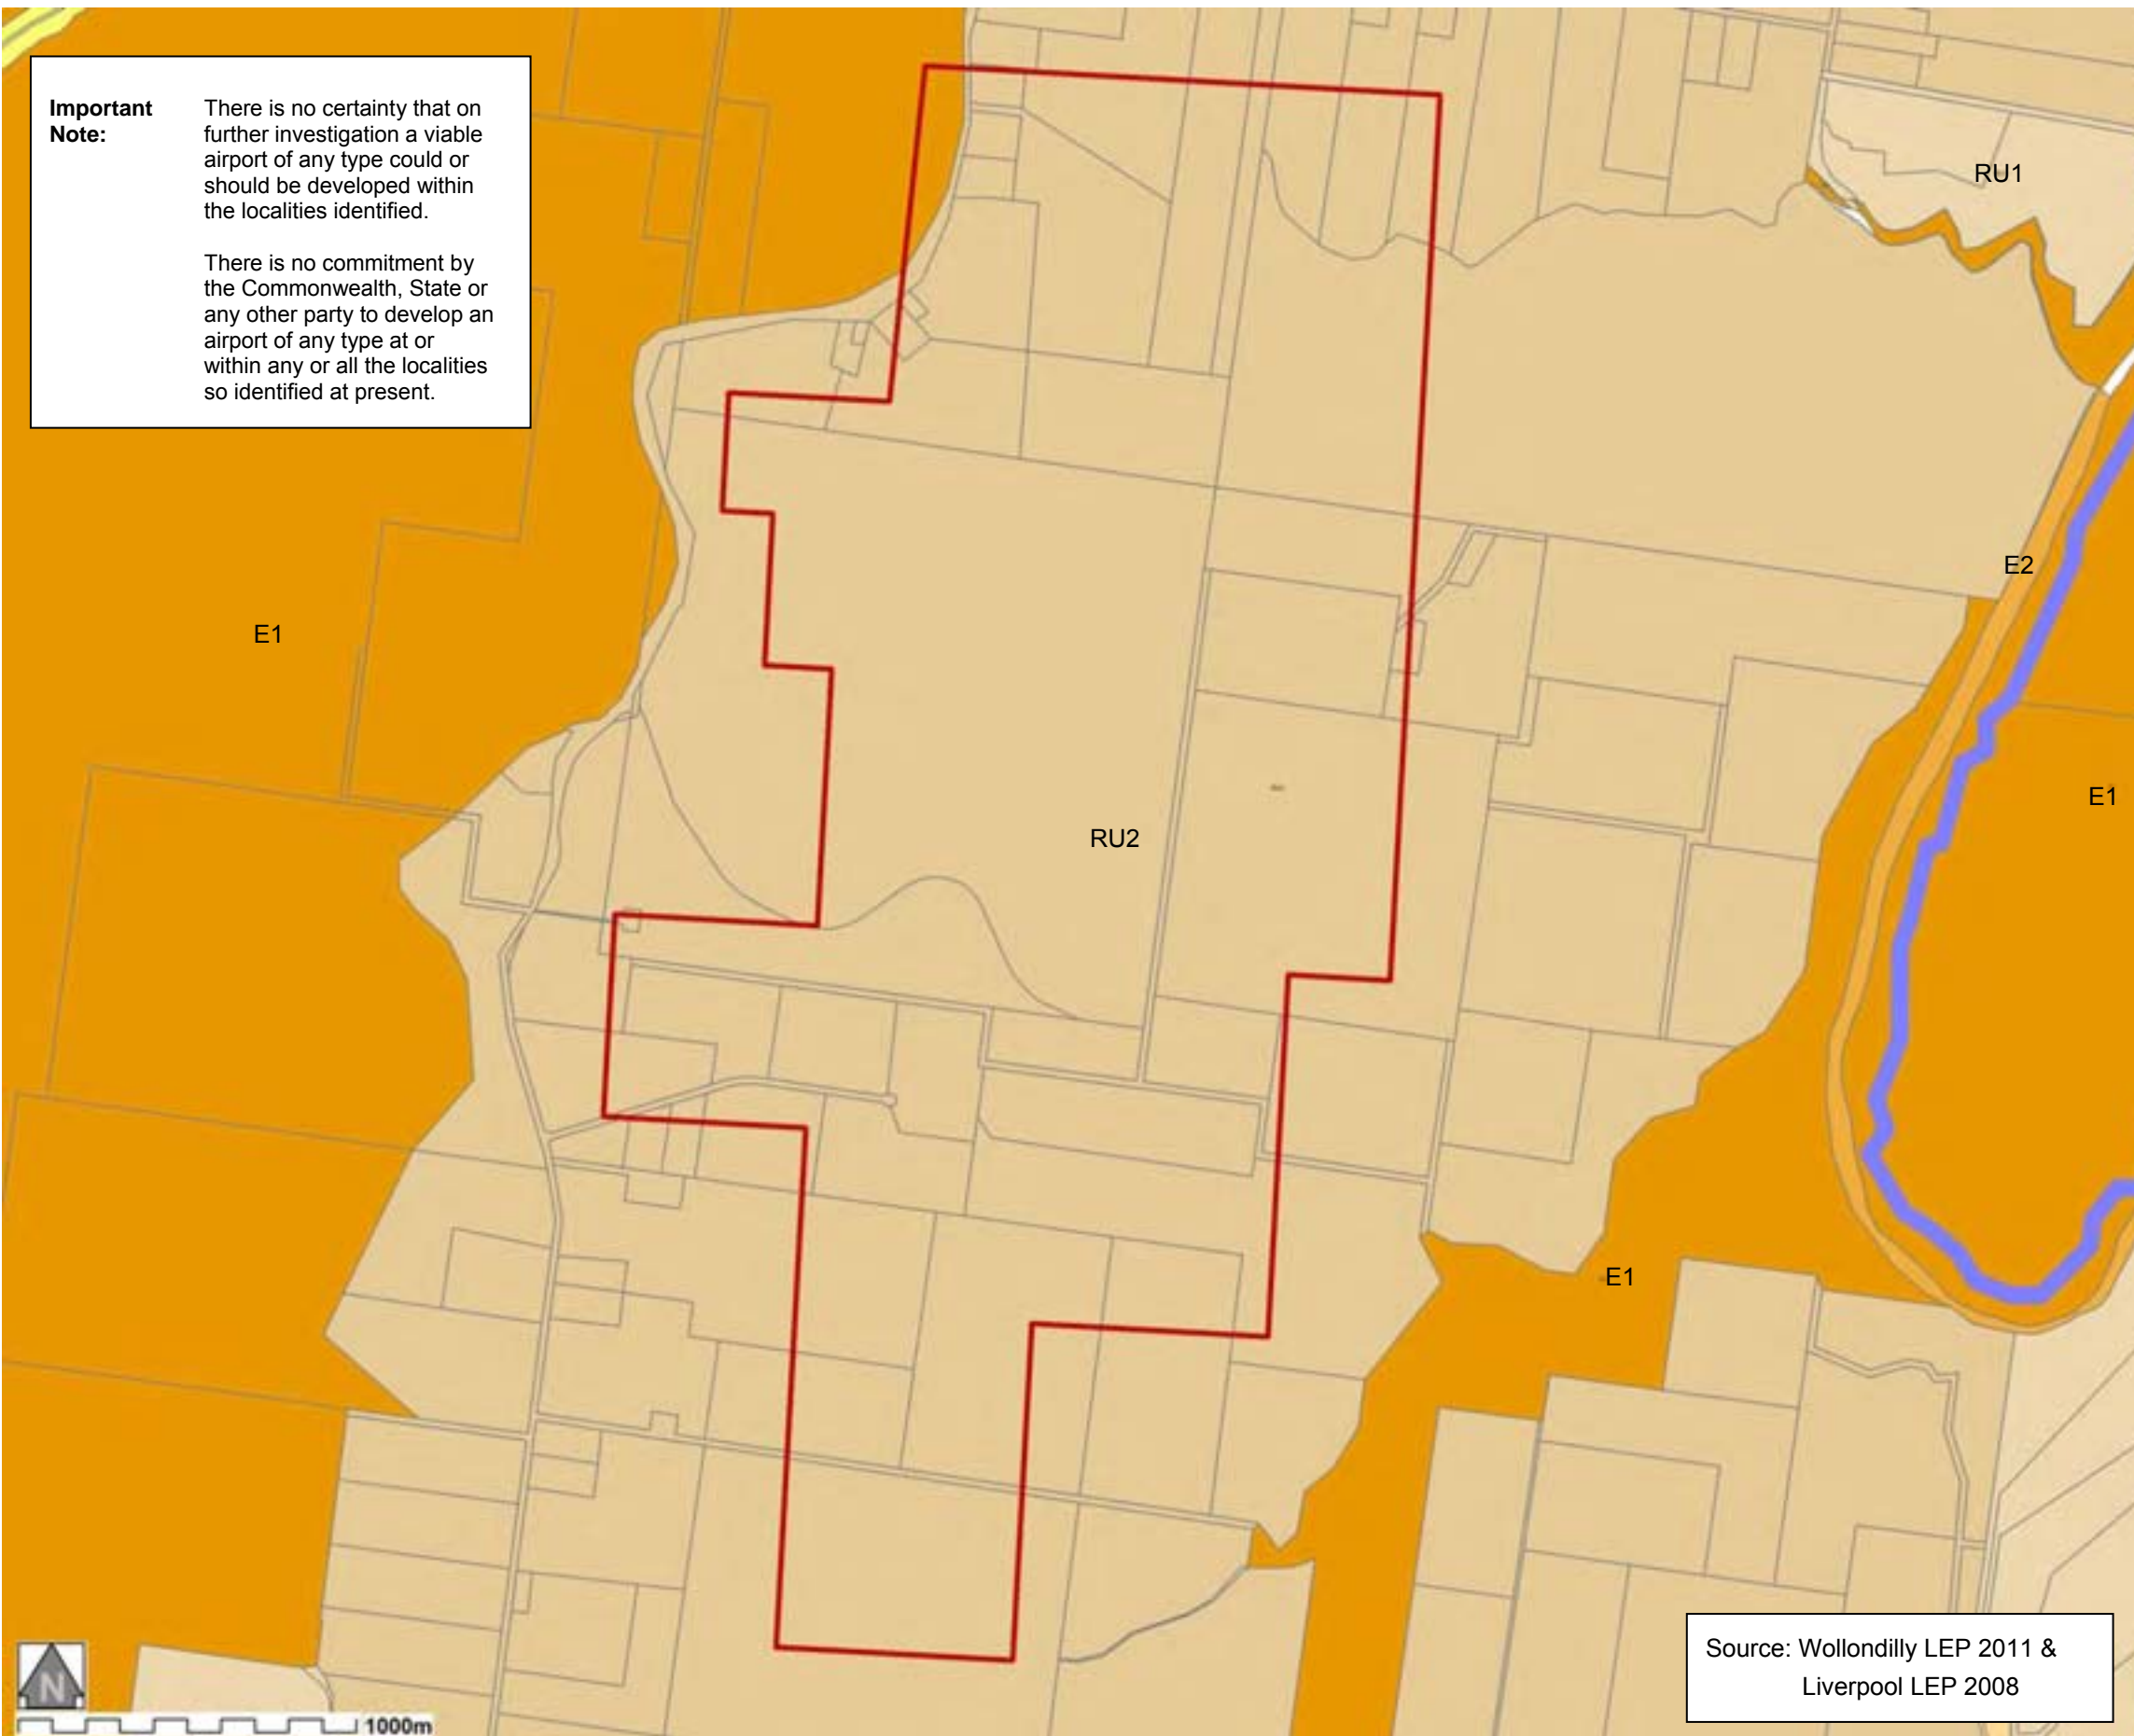 Important
Note:
There is no certainty that on
further investigation a viable
airport of any type could or
should be developed within
the localities identified.
There is no commitment by
the Commonwealth, State or
any other party to develop an
airport of any type at or
within any or all the localities
so identified at present.
RU1
E2
E1
E1
RU2
E1
Source: Wollondilly LEP 2011 &
Liverpool LEP 2008
N
1000m